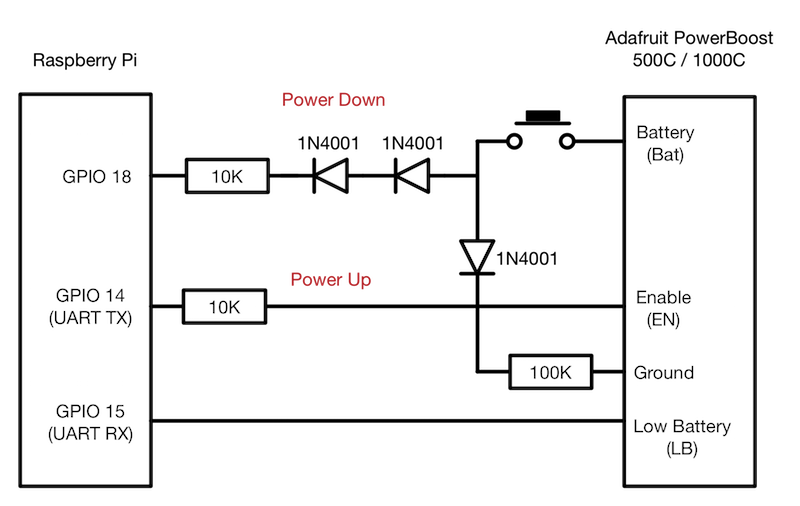 Adafruit PowerBoost
500C / 1000C
Raspberry Pi
Power Down
1N4001
1N4001
Battery
(Bat)
GPIO 18
10K
1N4001
Power Up
GPIO 14
(UART TX)
10K
Enable
(EN)
100K
Ground
GPIO 15
(UART RX)
Low Battery
(LB)